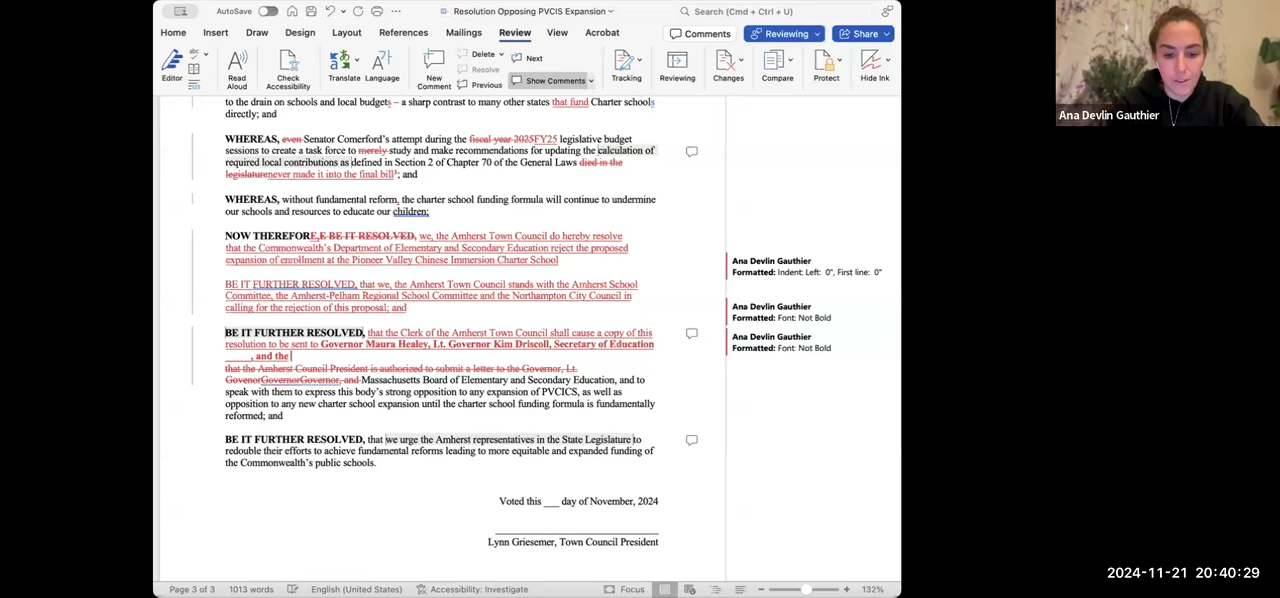 AutoSave
Resolution Opposing PVCIS Expansion
Search (Cmd + Ctrl + U)
Home Insert Draw Design Layout References Mailings Review View Acrobat
Comments Reviewing Share
Editor Read Aloud Check Accessibility Translate Language New Comment Delete Resolve Previous Next Show Comments Tracking Reviewing Changes Compare Protect Hide Ink
to the drain on schools and local budgets – a sharp contrast to many other states that fund Charter schools
directly; and
WHEREAS, even Senator Comerford’s attempt during the fiscal year 2025FY25 legislative budget
sessions to create a task force to merely study and make recommendations for updating the calculation of
required local contributions as defined in Section 2 of Chapter 70 of the General Laws died in the
legislaturenever made it into the final bill³; and
WHEREAS, without fundamental reform, the charter school funding formula will continue to undermine
our schools and resources to educate our children;
NOW THEREFORE,E BE IT RESOLVED, we, the Amherst Town Council do hereby resolve
that the Commonwealth’s Department of Elementary and Secondary Education reject the proposed
expansion of enrollment at the Pioneer Valley Chinese Immersion Charter School
BE IT FURTHER RESOLVED, that we, the Amherst Town Council stands with the Amherst School
Committee, the Amherst-Pelham Regional School Committee and the Northampton City Council in
calling for the rejection of this proposal; and
BE IT FURTHER RESOLVED, that the Clerk of the Amherst Town Council shall cause a copy of this
resolution to be sent to Governor Maura Healey, Lt. Governor Kim Driscoll, Secretary of Education
_____, and the
that the Amherst Council President is authorized to submit a letter to the Governor, Lt.
GovenorGovernorGovernor, and Massachusetts Board of Elementary and Secondary Education, and to
speak with them to express this body’s strong opposition to any expansion of PVCICS, as well as
opposition to any new charter school expansion until the charter school funding formula is fundamentally
reformed; and
BE IT FURTHER RESOLVED, that we urge the Amherst representatives in the State Legislature to
redouble their efforts to achieve fundamental reforms leading to more equitable and expanded funding of
the Commonwealth’s public schools.
Voted this ___ day of November, 2024
Lynn Griesemer, Town Council President
Ana Devlin Gauthier
Formatted: Indent: Left: 0", First line: 0"
Ana Devlin Gauthier
Formatted: Font: Not Bold
Ana Devlin Gauthier
Formatted: Font: Not Bold
Page 3 of 3 1013 words English (United States) Accessibility: Investigate Focus 132%
Ana Devlin Gauthier
2024-11-21 20:40:29